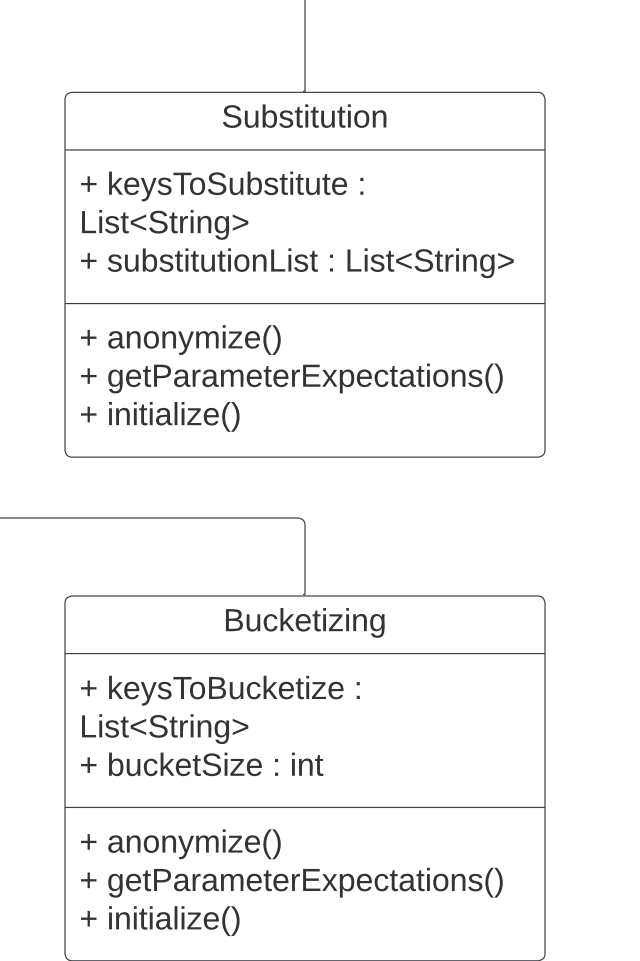 Substitution
+ keysToSubstitute :
List<String>
+ substitutionList : List<String>
+ anonymize()
+ getParameterExpectations()
+ initialize()
Bucketizing
+ keysToBucketize :
List<String>
+ bucketSize : int
+ anonymize()
+ getParameterExpectations()
+ initialize()